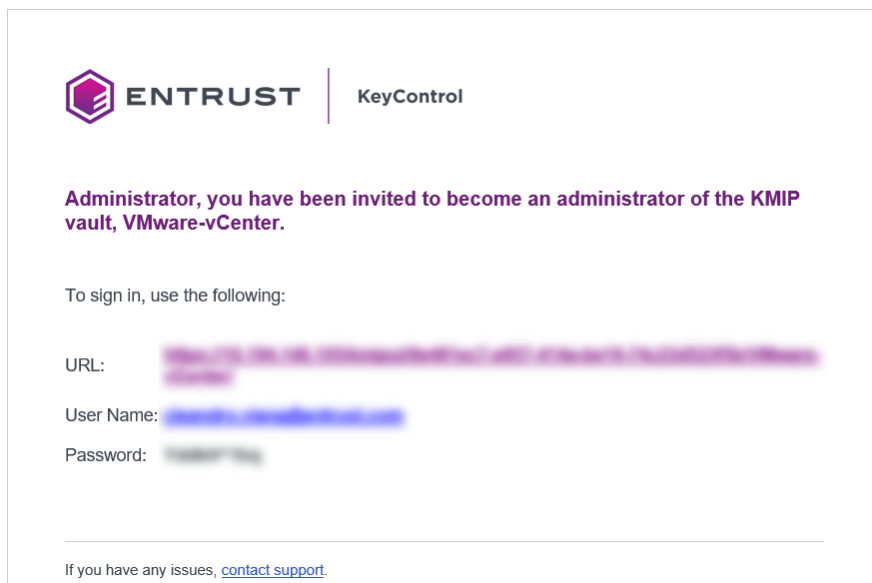 ENTRUST KeyControl
Administrator, you have been invited to become an administrator of the KMIP
vault, VMware-vCenter.
To sign in, use the following:
URL:
User Name:
Password:
If you have any issues, contact support.